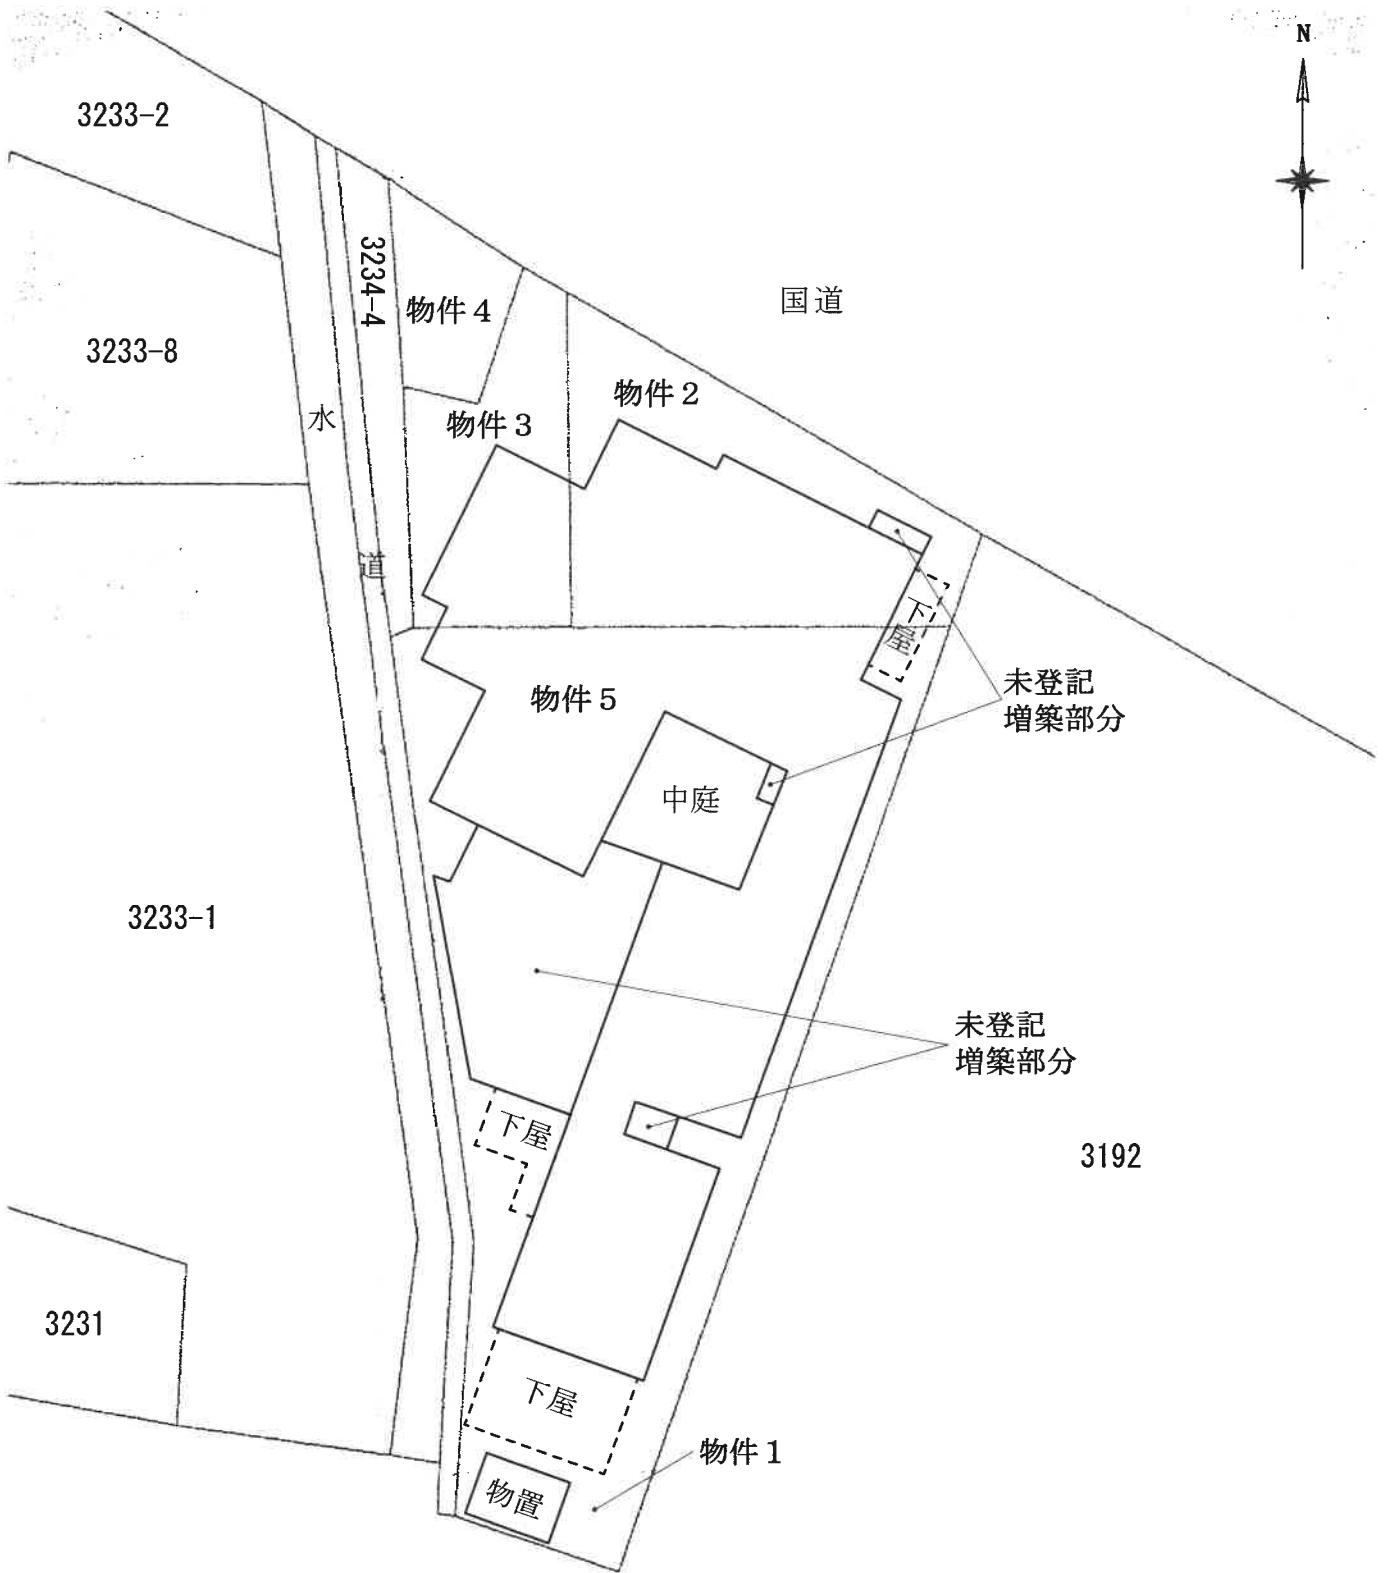 N
3233-2
3234-4
物件4
国道
3233-8
物件2
水
物件3
道
下屋
未登記
増築部分
物件5
中庭
3233-1
未登記
増築部分
下屋
3192
3231
下屋
物件1
物置